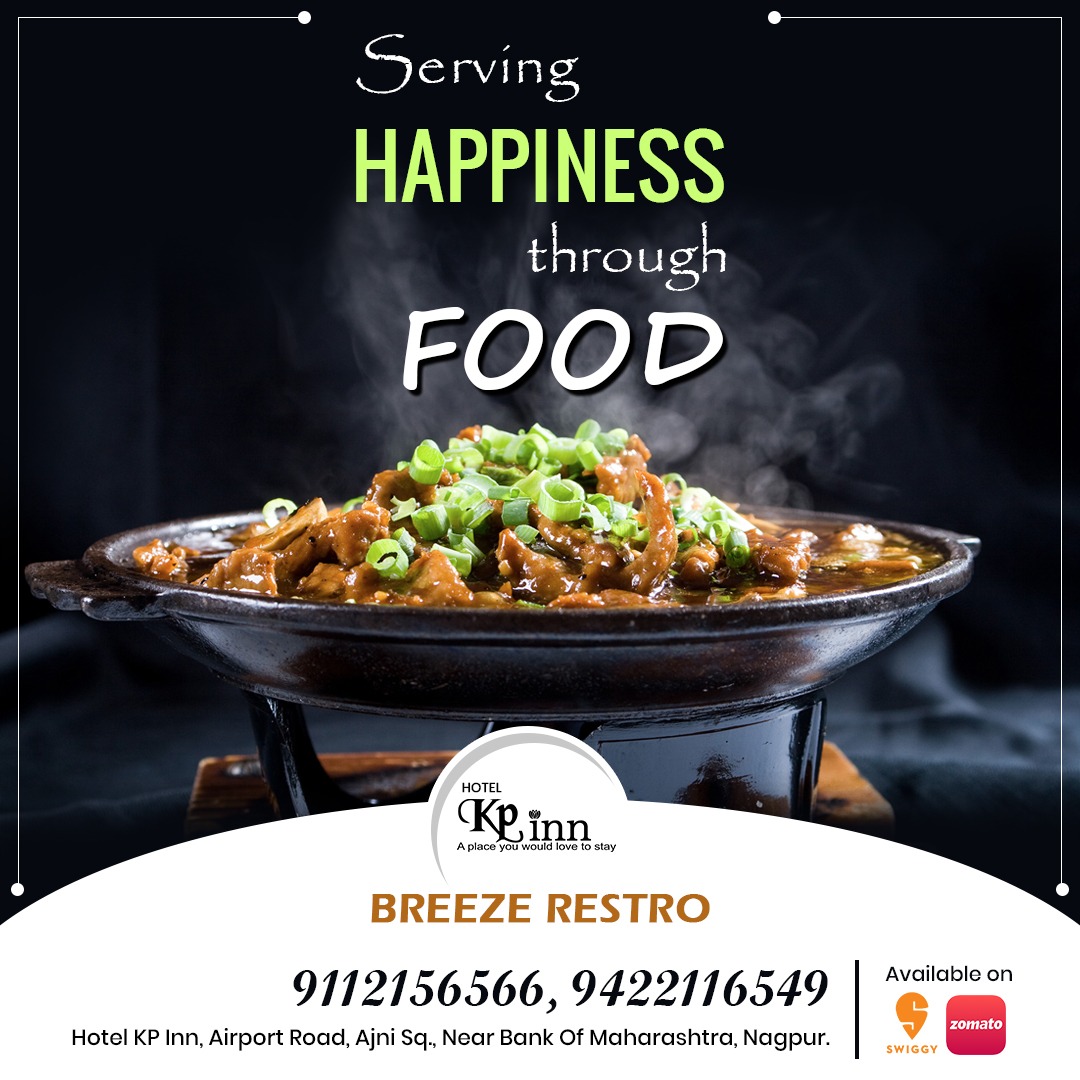 Serving
HAPPINESS
through
FOOD
HOTEL
KP inn
A place you would love to stay
BREEZE RESTRO
9112156566, 9422116549
Hotel KP Inn, Airport Road, Ajni Sq., Near Bank Of Maharashtra, Nagpur.
Available on
SWIGGY
zomato